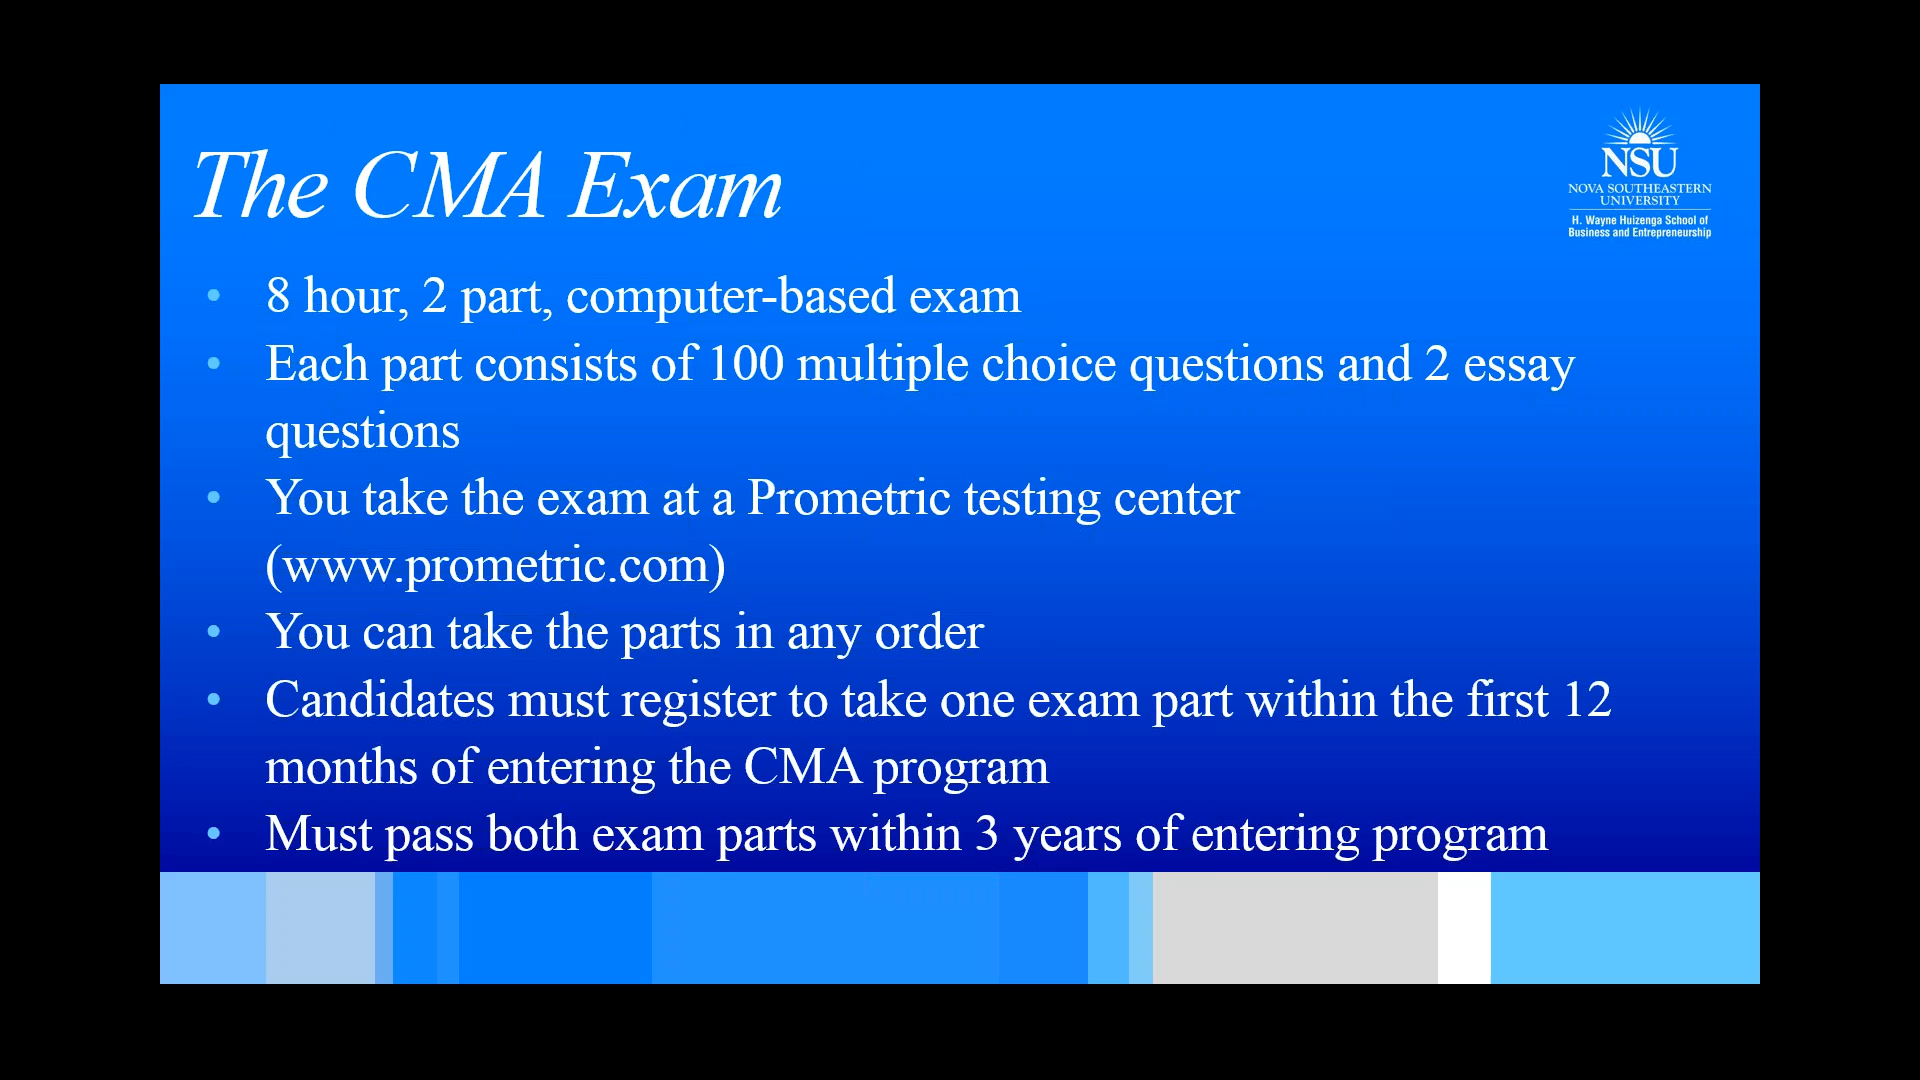 The CMA Exam
NSU
NOVA SOUTHEASTERN
UNIVERSITY
H. Wayne Huizenga School of
Business and Entrepreneurship
• 8 hour, 2 part, computer-based exam
• Each part consists of 100 multiple choice questions and 2 essay
questions
• You take the exam at a Prometric testing center
(www.prometric.com)
• You can take the parts in any order
• Candidates must register to take one exam part within the first 12
months of entering the CMA program
• Must pass both exam parts within 3 years of entering program